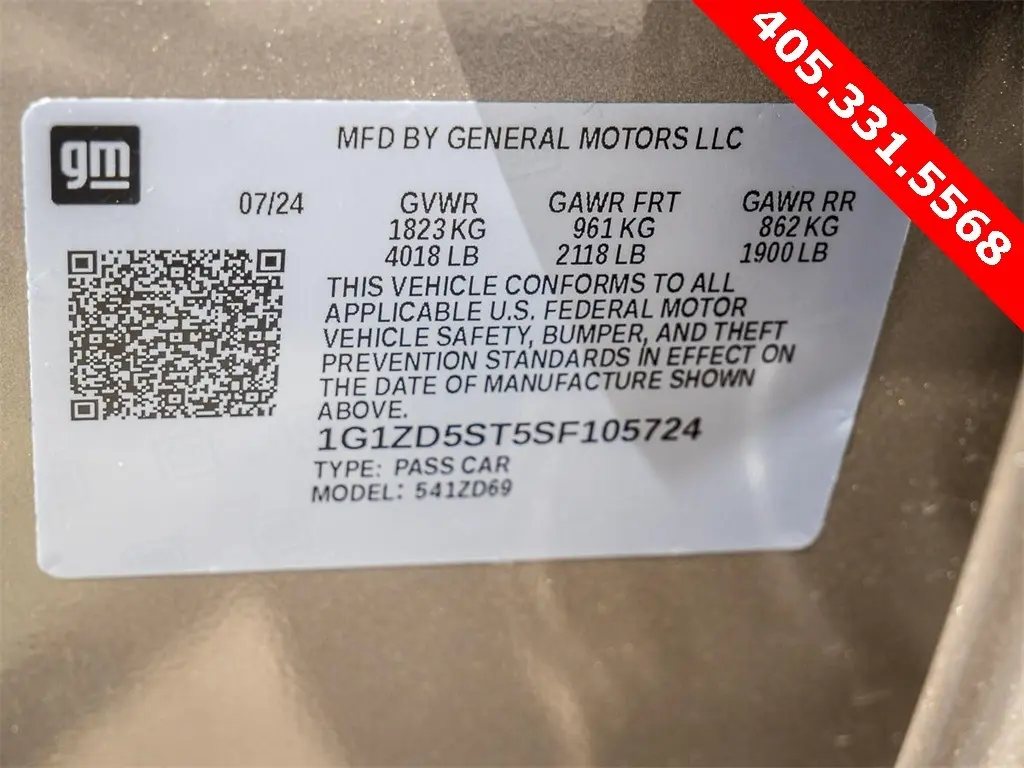 405.331.5568
gm
MFD BY GENERAL MOTORS LLC
07/24 GVWR GAWR FRT GAWR RR
1823 KG 961 KG 862 KG
4018 LB 2118 LB 1900 LB
THIS VEHICLE CONFORMS TO ALL
APPLICABLE U.S. FEDERAL MOTOR
VEHICLE SAFETY, BUMPER, AND THEFT
PREVENTION STANDARDS IN EFFECT ON
THE DATE OF MANUFACTURE SHOWN
ABOVE.
1G1ZD5ST5SF105724
TYPE: PASS CAR
MODEL: 541ZD69